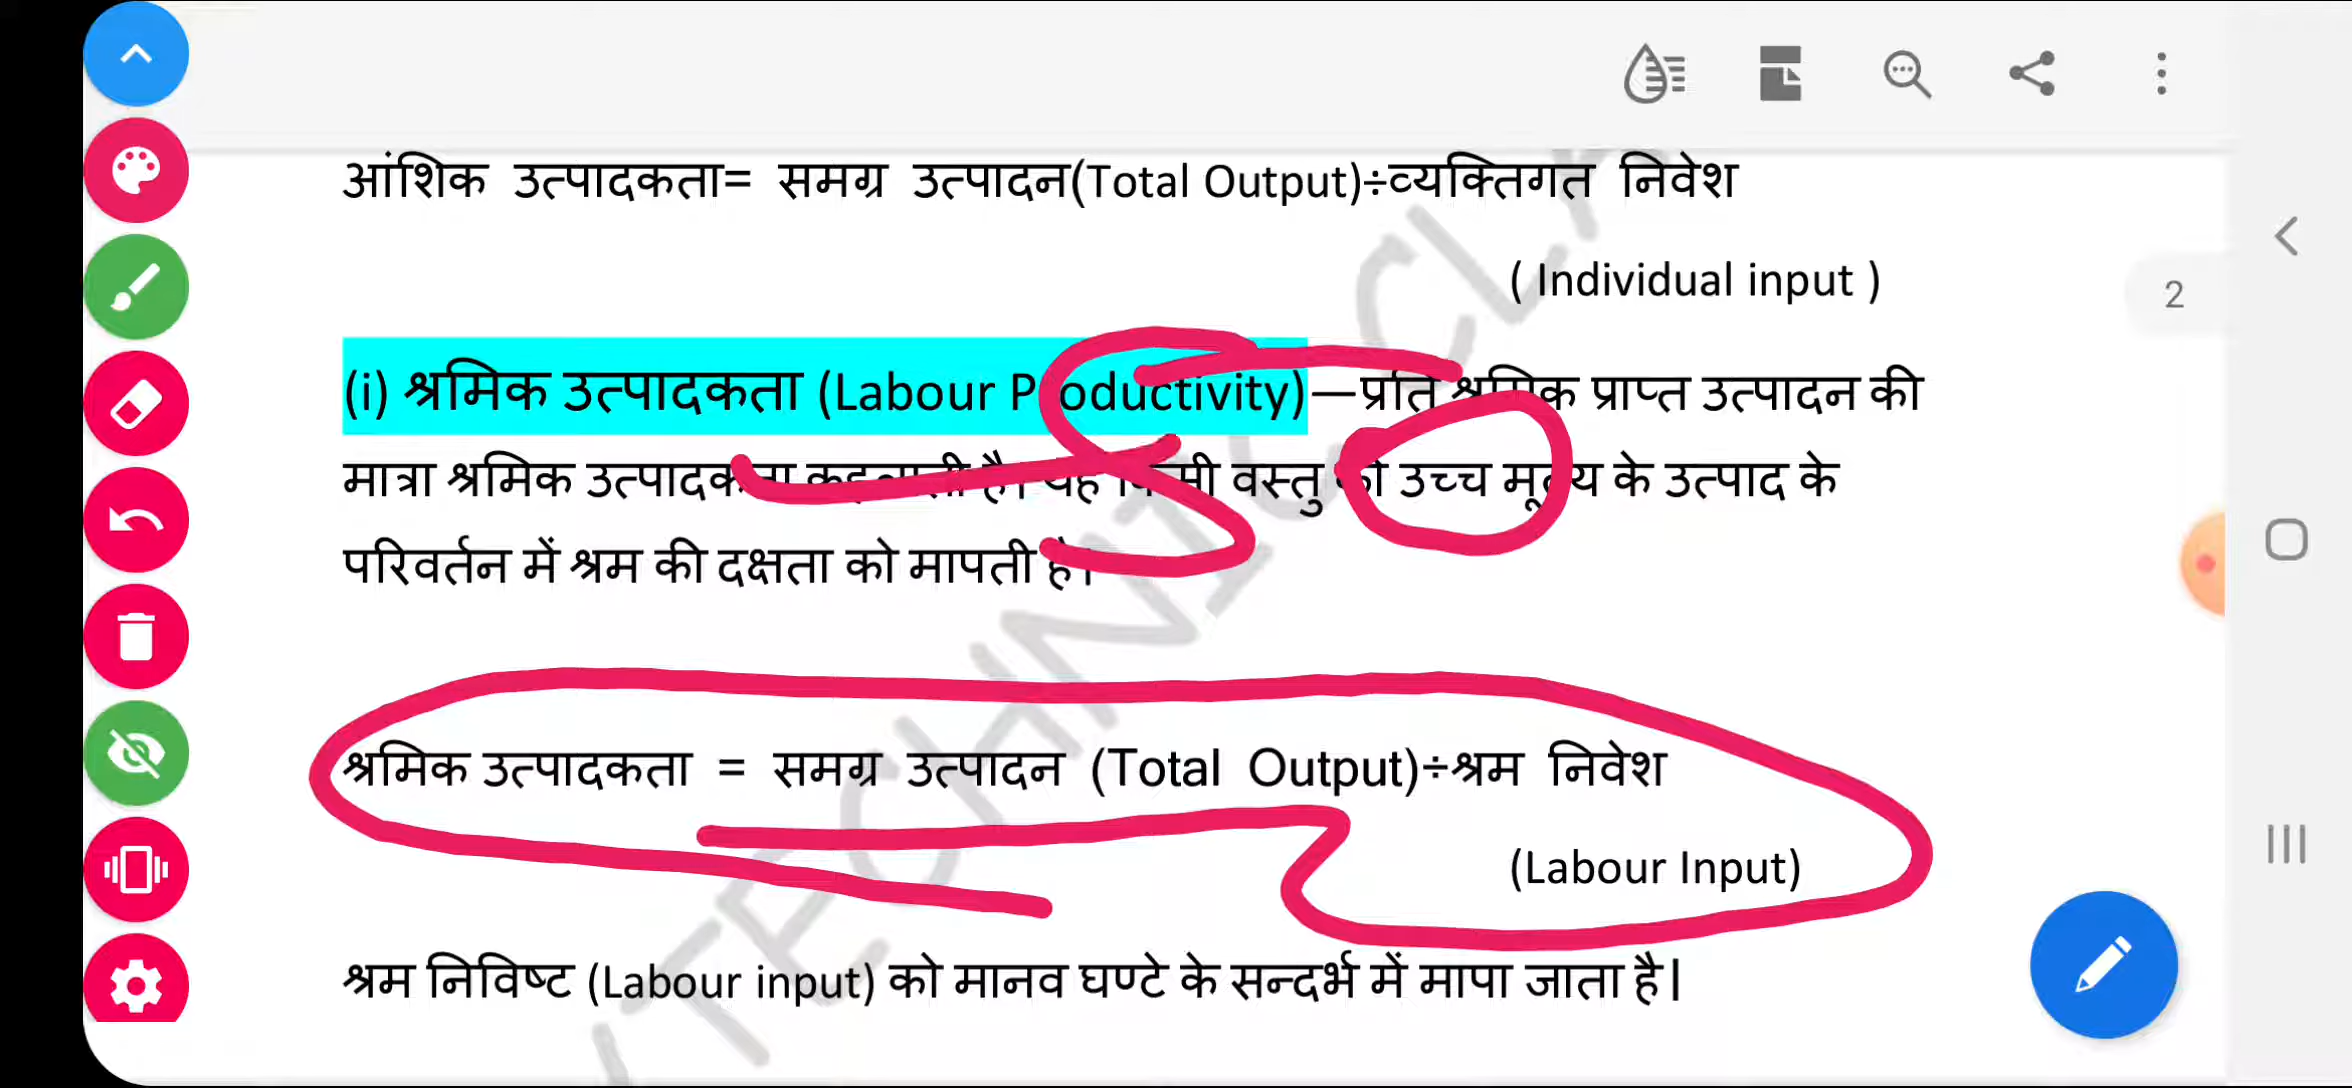 आंशिक उत्पादकता= समग्र उत्पादन(Total Output)÷व्यक्तिगत निवेश
( Individual input )
2
(i) श्रमिक उत्पादकता (Labour Productivity)—प्रति श्रमिक प्राप्त उत्पादन की
मात्रा श्रमिक उत्पादकता कहलाती है। यह किसी वस्तु की उच्च मूल्य के उत्पाद के
परिवर्तन में श्रम की दक्षता को मापती है।
श्रमिक उत्पादकता = समग्र उत्पादन (Total Output)÷श्रम निवेश
(Labour Input)
श्रम निविष्ट (Labour input) को मानव घण्टे के सन्दर्भ में मापा जाता है।